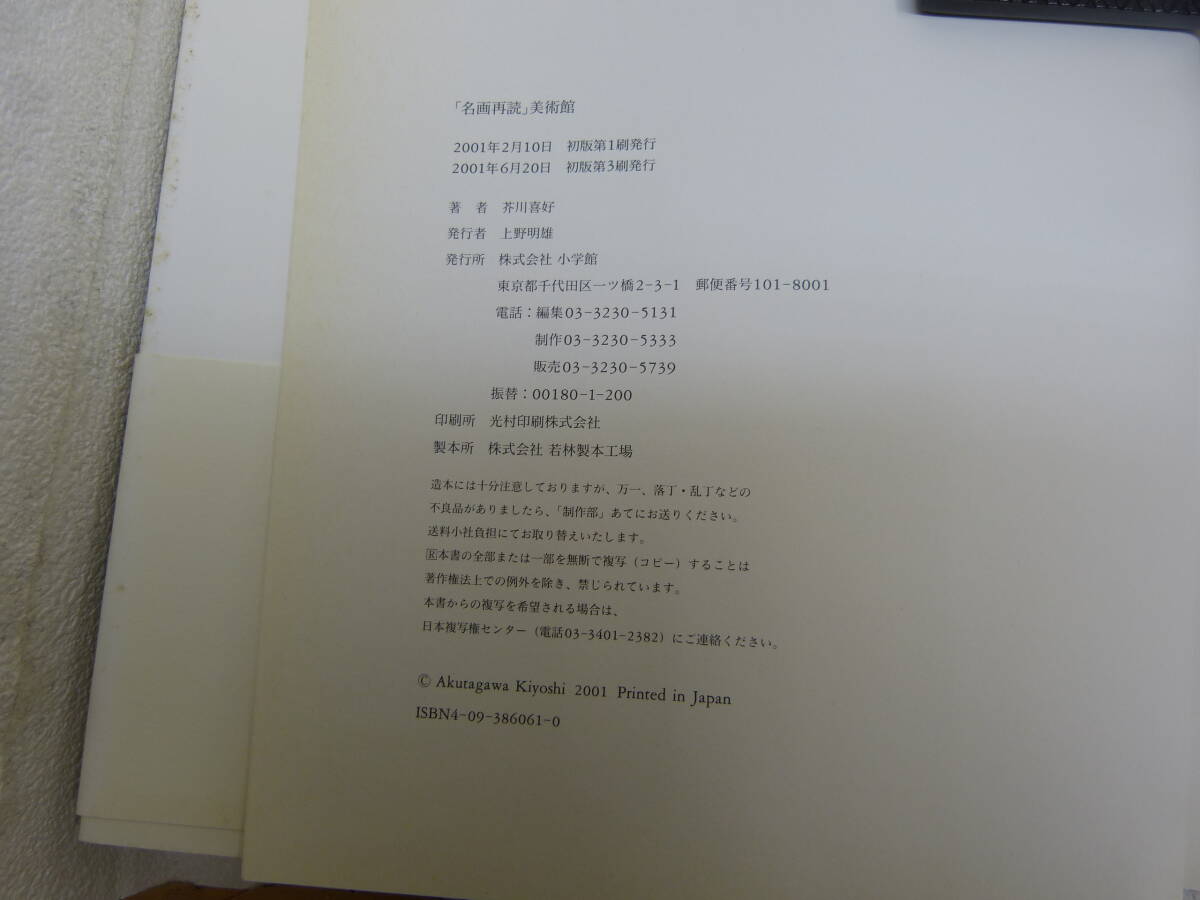 「名画再読」美術館
2001年2月10日　初版第1刷発行
2001年6月20日　初版第3刷発行
著　者　芥川喜好
発行者　上野明雄
発行所　株式会社 小学館
東京都千代田区一ツ橋2-3-1　郵便番号101-8001
電話：編集03-3230-5131
制作03-3230-5333
販売03-3230-5739
振替：00180-1-200
印刷所　光村印刷株式会社
製本所　株式会社 若林製本工場
造本には十分注意しておりますが、万一、落丁・乱丁などの
不良品がありましたら、「制作部」あてにお送りください。
送料小社負担にてお取り替えいたします。
🅁本書の全部または一部を無断で複写（コピー）することは
著作権法上での例外を除き、禁じられています。
本書からの複写を希望される場合は、
日本複写権センター（電話03-3401-2382）にご連絡ください。
© Akutagawa Kiyoshi 2001 Printed in Japan
ISBN4-09-386061-0